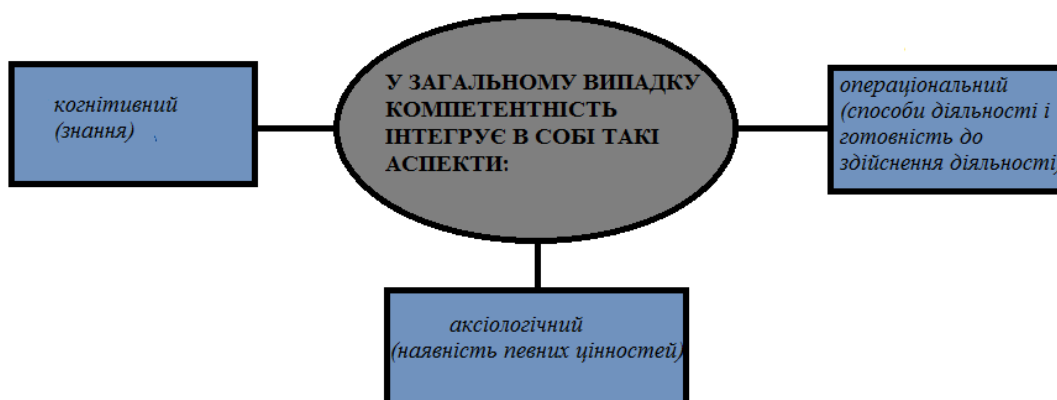 У ЗАГАЛЬНОМУ ВИПАДКУ
КОМПЕТЕНТНІСТЬ
ІНТЕГРУЄ В СОБІ ТАКІ
АСПЕКТИ:
когнітивний
(знання)
операціональний
(способи діяльності і
готовність до
здійснення діяльності)
аксіологічний
(наявність певних цінностей)